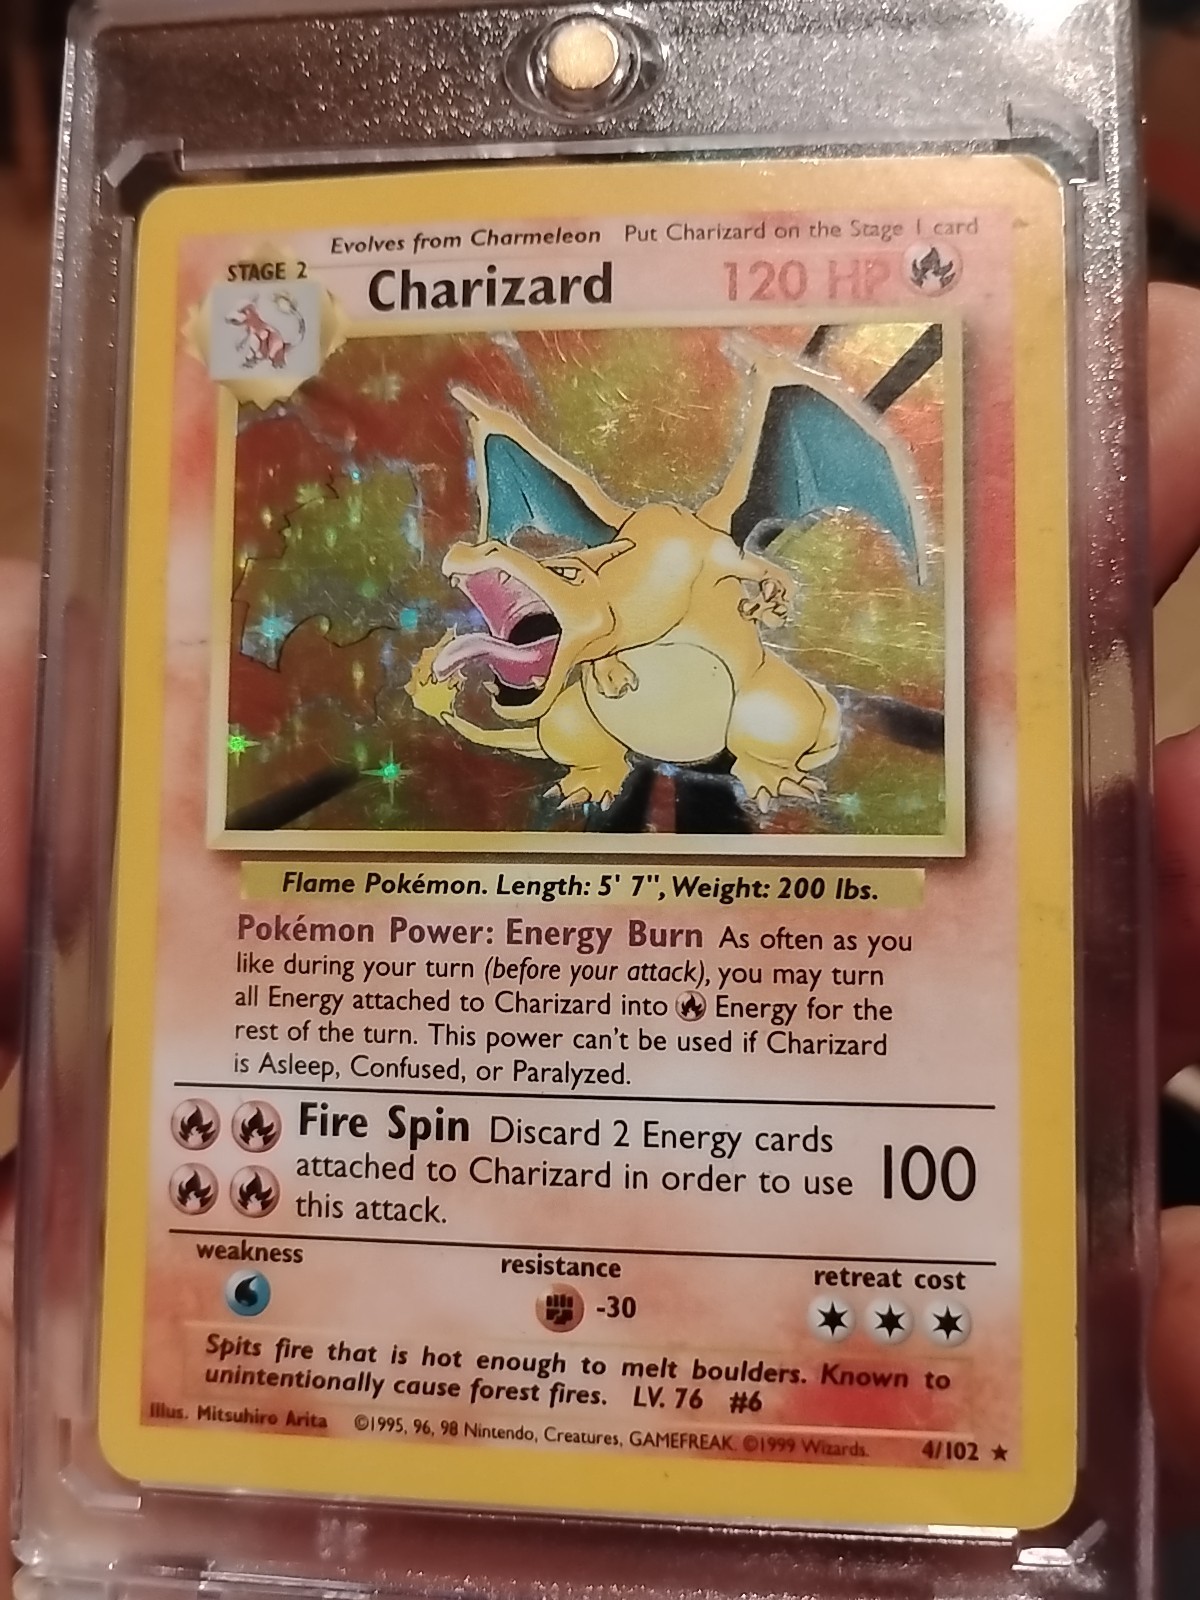 Evolves from Charmeleon Put Charizard on the Stage 1 card
STAGE 2
Charizard 120 HP
Flame Pokémon. Length: 5' 7", Weight: 200 lbs.
Pokémon Power: Energy Burn As often as you
like during your turn (before your attack), you may turn
all Energy attached to Charizard into Energy for the
rest of the turn. This power can't be used if Charizard
is Asleep, Confused, or Paralyzed.
Fire Spin Discard 2 Energy cards
attached to Charizard in order to use
this attack.
100
weakness resistance retreat cost
-30
Spits fire that is hot enough to melt boulders. Known to
unintentionally cause forest fires. LV. 76 #6
Illus. Mitsuhiro Arita ©1995, 96, 98 Nintendo, Creatures, GAMEFREAK. ©1999 Wizards. 4/102 ★